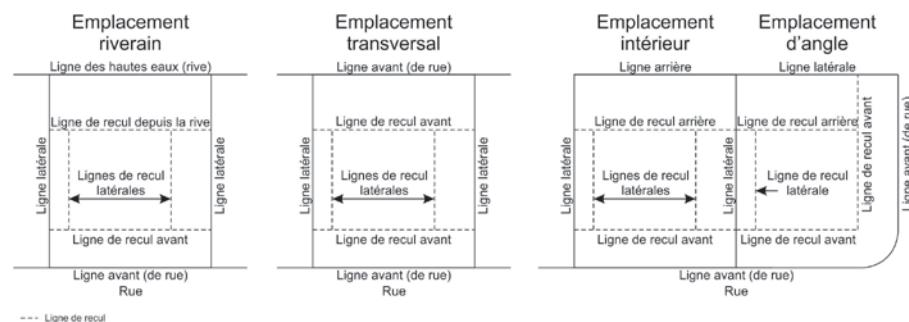 Emplacement
riverain
Ligne des hautes eaux (rive)
Ligne de recul depuis la rive
Ligne latérale
Lignes de recul
latérales
Ligne latérale
Ligne de recul avant
Ligne avant (de rue)
Rue
Emplacement
transversal
Ligne avant (de rue)
Ligne de recul avant
Ligne latérale
Lignes de recul
latérales
Ligne latérale
Ligne de recul avant
Ligne avant (de rue)
Rue
Emplacement
intérieur
Ligne arrière
Ligne de recul arrière
Ligne latérale
Lignes de recul
latérales
Ligne latérale
Ligne de recul avant
Emplacement
d'angle
Ligne latérale
Ligne de recul arrière
Ligne de recul
latérale
Ligne de recul avant
Ligne avant (de rue)
Ligne de recul avant
Ligne avant (de rue)
Rue
Ligne de recul